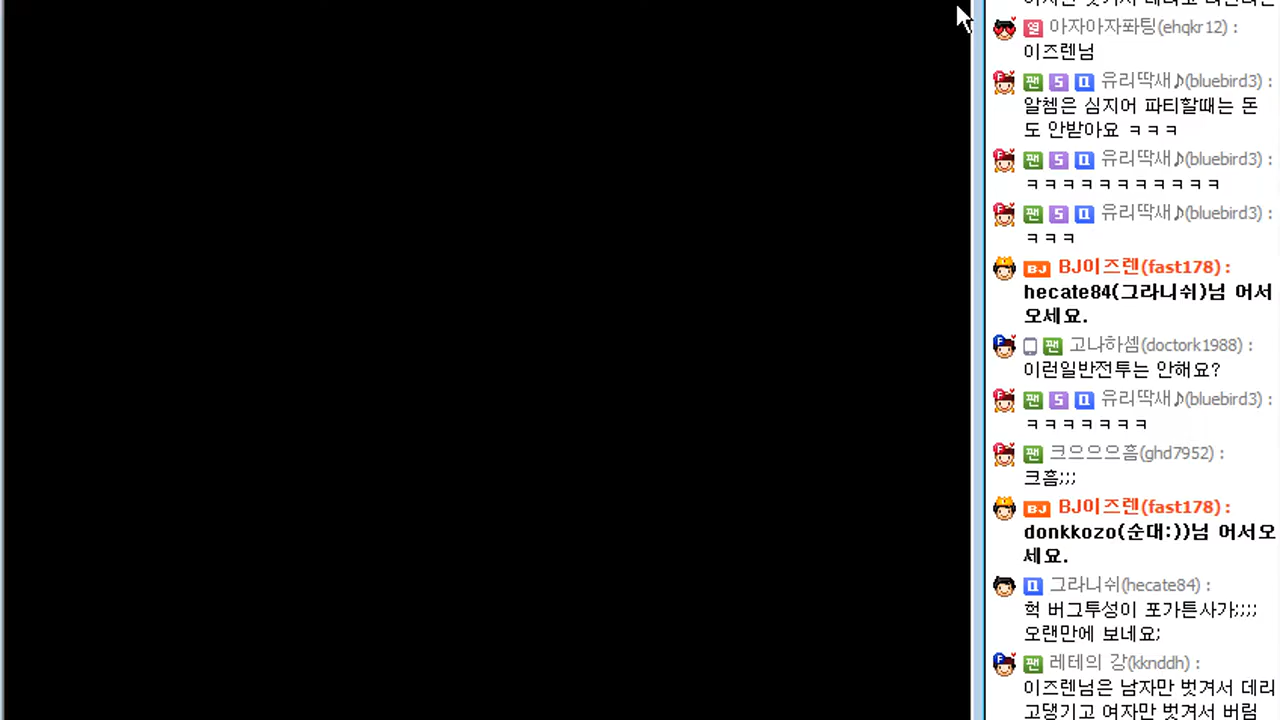 아자아자퐈팅(ehqkr12) :
이즈렌님
유리딱새♪(bluebird3) :
알쳄은 심지어 파티할때는 돈
도 안받아요 ㅋㅋㅋ
유리딱새♪(bluebird3) :
ㅋㅋㅋㅋㅋㅋㅋㅋㅋㅋㅋ
유리딱새♪(bluebird3) :
ㅋㅋㅋ
BJ BJ이즈렌(fast178) :
hecate84(그라니쉬)님 어서
오세요.
팬 고나하셈(doctork1988) :
이런일반전투는 안해요?
유리딱새♪(bluebird3) :
ㅋㅋㅋㅋㅋㅋㅋ
팬 크으으으흠(ghd7952) :
크흠;;;
BJ BJ이즈렌(fast178) :
donkkozo(순대:))님 어서오
세요.
그라니쉬(hecate84) :
헉 버그투성이 포가튼사가;;;;
오랜만에 보네요;
팬 레테의 강(kknddh) :
이즈렌님은 남자만 벗겨서 데리
고댕기고 여자만 벗겨서 버림